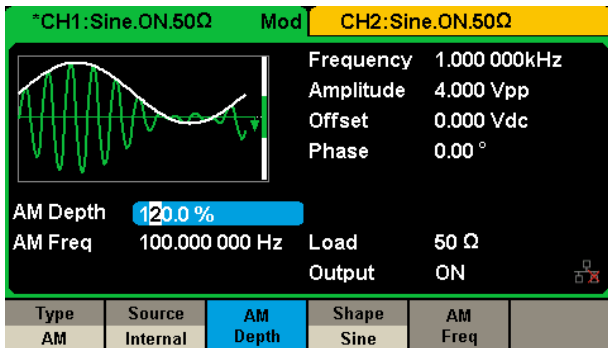 *CH1:Sine.ON.50Ω Mod CH2:Sine.ON.50Ω
Frequency 1.000 000kHz
Amplitude 4.000 Vpp
Offset 0.000 Vdc
Phase 0.00 °
AM Depth 120.0 %
AM Freq 100.000 000 Hz Load 50 Ω
Output ON
Type Source AM Depth Shape AM Freq
AM Internal Sine